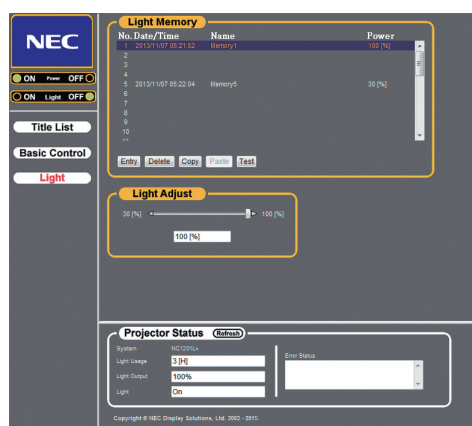 NEC
ON Power OFF
ON Light OFF
Title List
Basic Control
Light
Light Memory
No. Date/Time Name Power
1 2013/11/07 05:21:52 Memory1 100 [%]
2
3
4
5 2013/11/07 05:22:04 Memory5 30 [%]
6
7
8
9
10
Entry Delete Copy Paste Test
Light Adjust
30 [%] 100 [%]
100 [%]
Projector Status Refresh
System NC1201L+
Light Usage 3 [H]
Light Output 100%
Light On
Error Status
Copyright © NEC Display Solutions, Ltd. 2002 - 2015